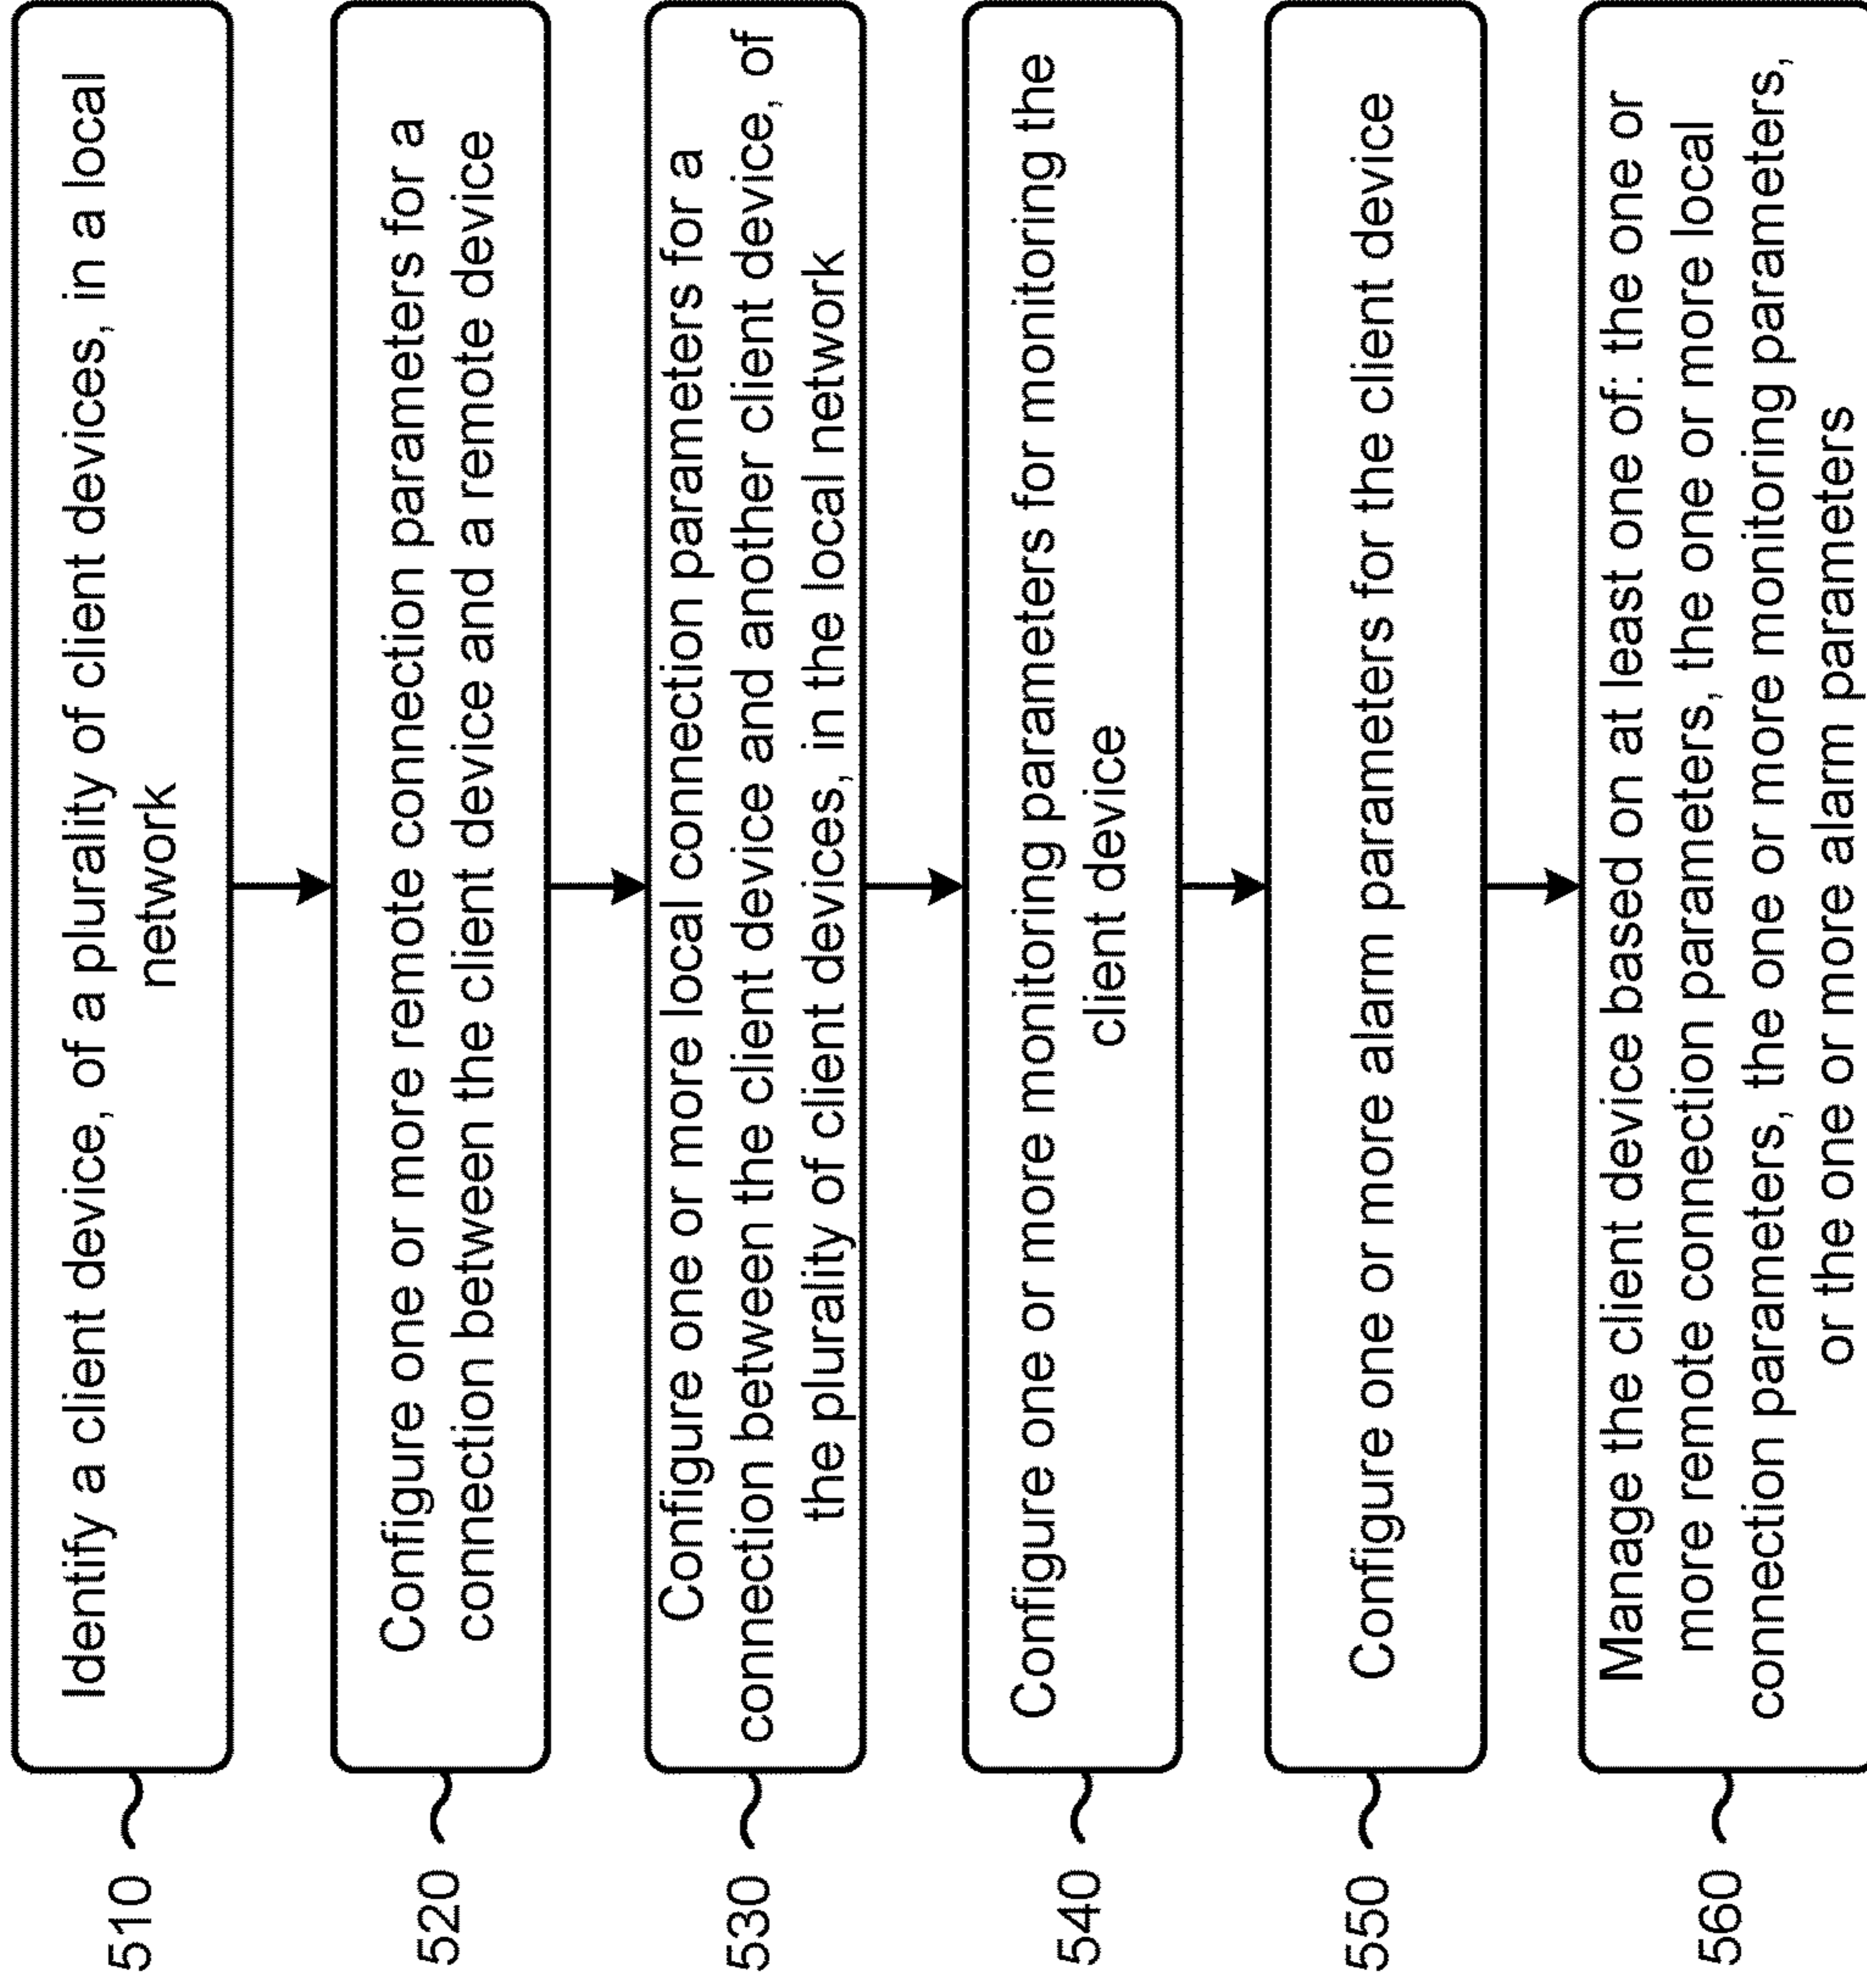 510
Identify a client device, of a plurality of client devices, in a local
network
520
Configure one or more remote connection parameters for a
connection between the client device and a remote device
530
Configure one or more local connection parameters for a
connection between the client device and another client device, of
the plurality of client devices, in the local network
540
Configure one or more monitoring parameters for monitoring the
client device
550
Configure one or more alarm parameters for the client device
560
Manage the client device based on at least one of: the one or
more remote connection parameters, the one or more local
connection parameters, the one or more monitoring parameters,
or the one or more alarm parameters